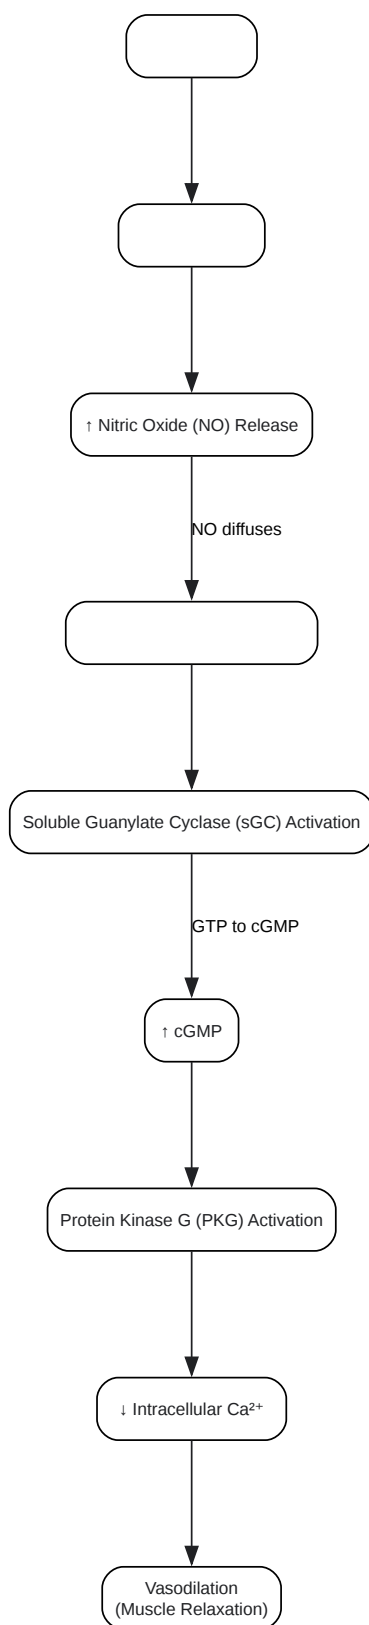 ↑ Nitric Oxide (NO) Release
NO diffuses
Soluble Guanylate Cyclase (sGC) Activation
GTP to cGMP
↑ cGMP
Protein Kinase G (PKG) Activation
↓ Intracellular Ca²⁺
Vasodilation
(Muscle Relaxation)